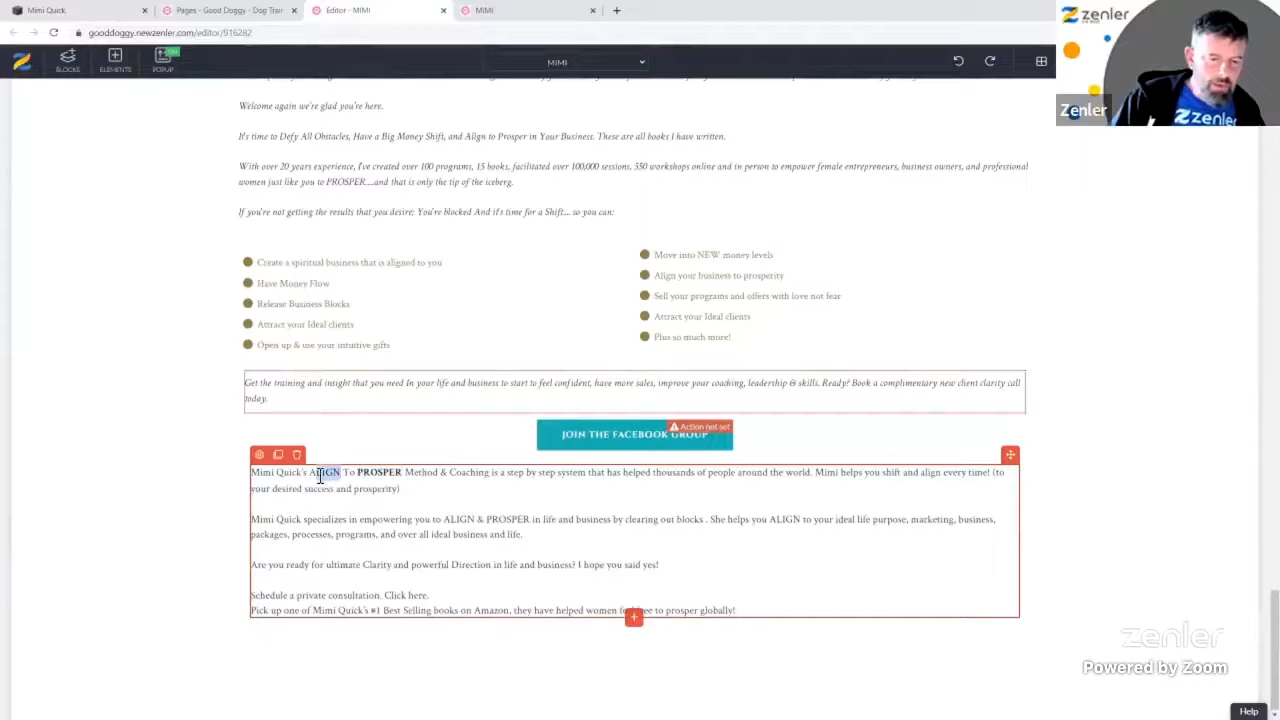 Mimi Quick
Pages - Good Doggy - Dog Train
Editor - MIMI
MIMI
gooddoggy.newzenler.com/editor/916282
BLOCKS
ELEMENTS
POPUP
ON
MIMI
zenler
Zenler
zenler
Welcome again we're glad you're here.
It's time to Defy All Obstacles, Have a Big Money Shift, and Align to Prosper in Your Business. These are all books I have written.
With over 20 years experience, I've created over 100 programs, 15 books, facilitated over 100,000 sessions, 550 workshops online and in person to empower female entrepreneurs, business owners, and professional
women just like you to PROSPER....and that is only the tip of the iceberg.
If you're not getting the results that you desire; You're blocked And it's time for a Shift.... so you can:
Create a spiritual business that is aligned to you
Have Money Flow
Release Business Blocks
Attract your Ideal clients
Open up & use your intuitive gifts
Move into NEW money levels
Align your business to prosperity
Sell your programs and offers with love not fear
Attract your Ideal clients
Plus so much more!
Get the training and insight that you need In your life and business to start to feel confident, have more sales, improve your coaching, leadership & skills. Ready? Book a complimentary new client clarity call
today.
Action not set
JOIN THE FACEBOOK GROUP
Mimi Quick's ALIGN To PROSPER Method & Coaching is a step by step system that has helped thousands of people around the world. Mimi helps you shift and align every time! (to
your desired success and prosperity)
Mimi Quick specializes in empowering you to ALIGN & PROSPER in life and business by clearing out blocks . She helps you ALIGN to your ideal life purpose, marketing, business,
packages, processes, programs, and over all ideal business and life.
Are you ready for ultimate Clarity and powerful Direction in life and business? I hope you said yes!
Schedule a private consultation. Click here.
Pick up one of Mimi Quick's #1 Best Selling books on Amazon, they have helped women to prosper globally!
zenler
Powered by Zoom
Help